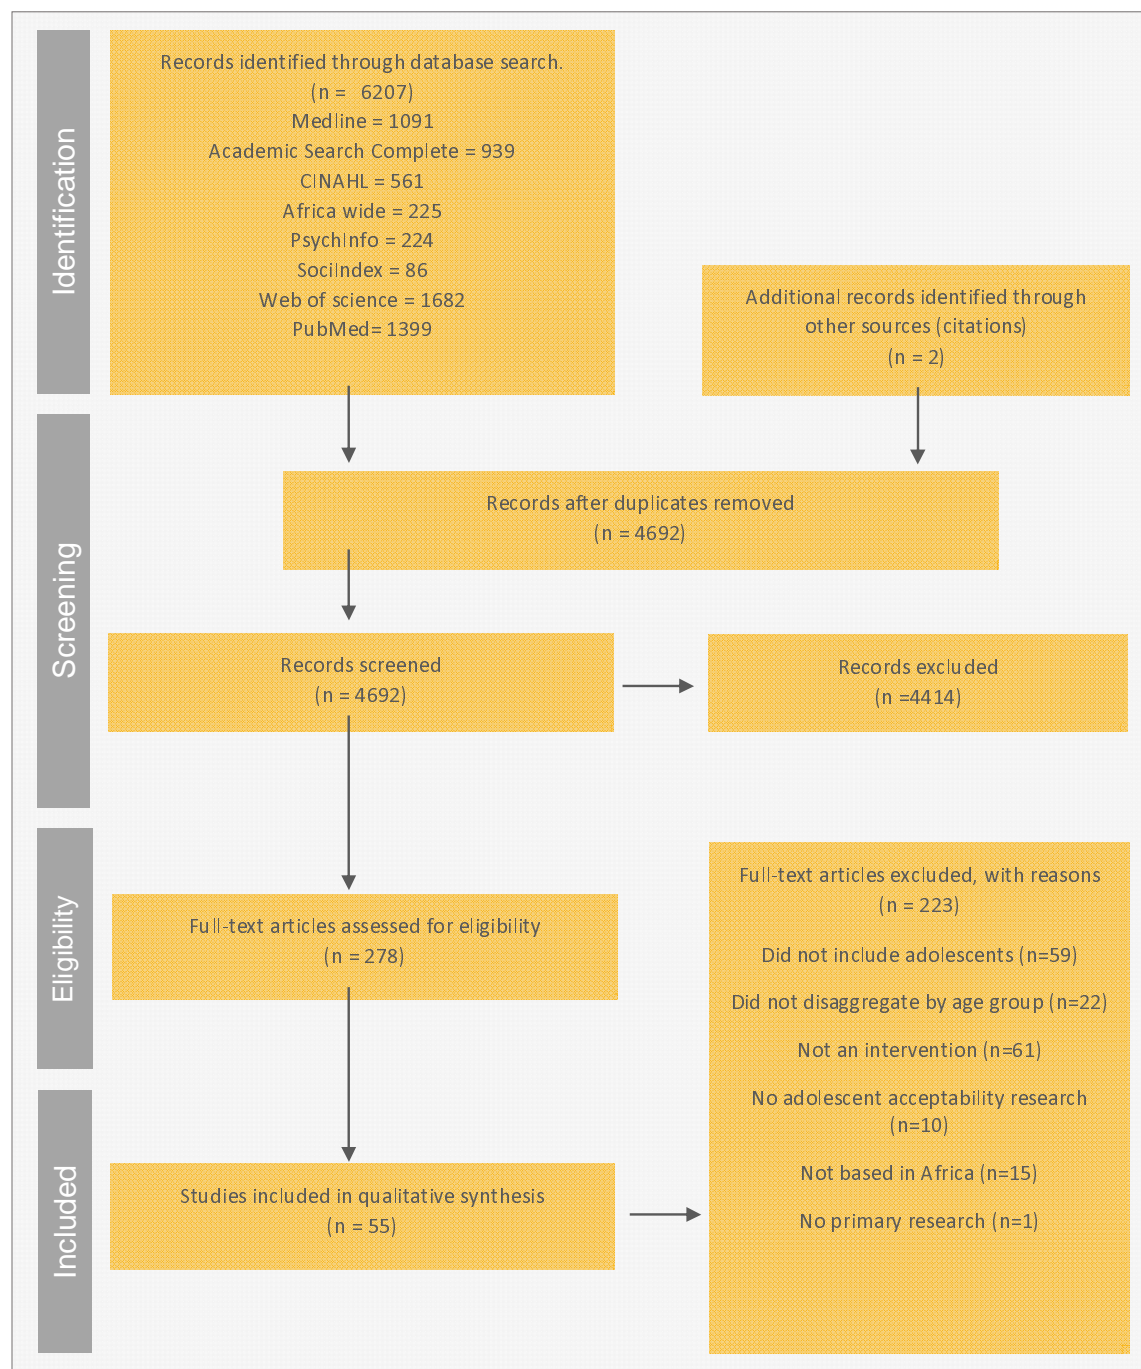 Identification
Records identified through database search.
(n = 6207)
Medline = 1091
Academic Search Complete = 939
CINAHL = 561
Africa wide = 225
PsychInfo = 224
SociIndex = 86
Web of science = 1682
PubMed= 1399
Additional records identified through
other sources (citations)
(n = 2)
Screening
Records after duplicates removed
(n = 4692)
Records screened
(n = 4692)
Records excluded
(n =4414)
Eligibility
Full-text articles assessed for eligibility
(n = 278)
Full-text articles excluded, with reasons
(n = 223)
Did not include adolescents (n=59)
Did not disaggregate by age group (n=22)
Not an intervention (n=61)
No adolescent acceptability research
(n=10)
Not based in Africa (n=15)
No primary research (n=1)
Included
Studies included in qualitative synthesis
(n = 55)